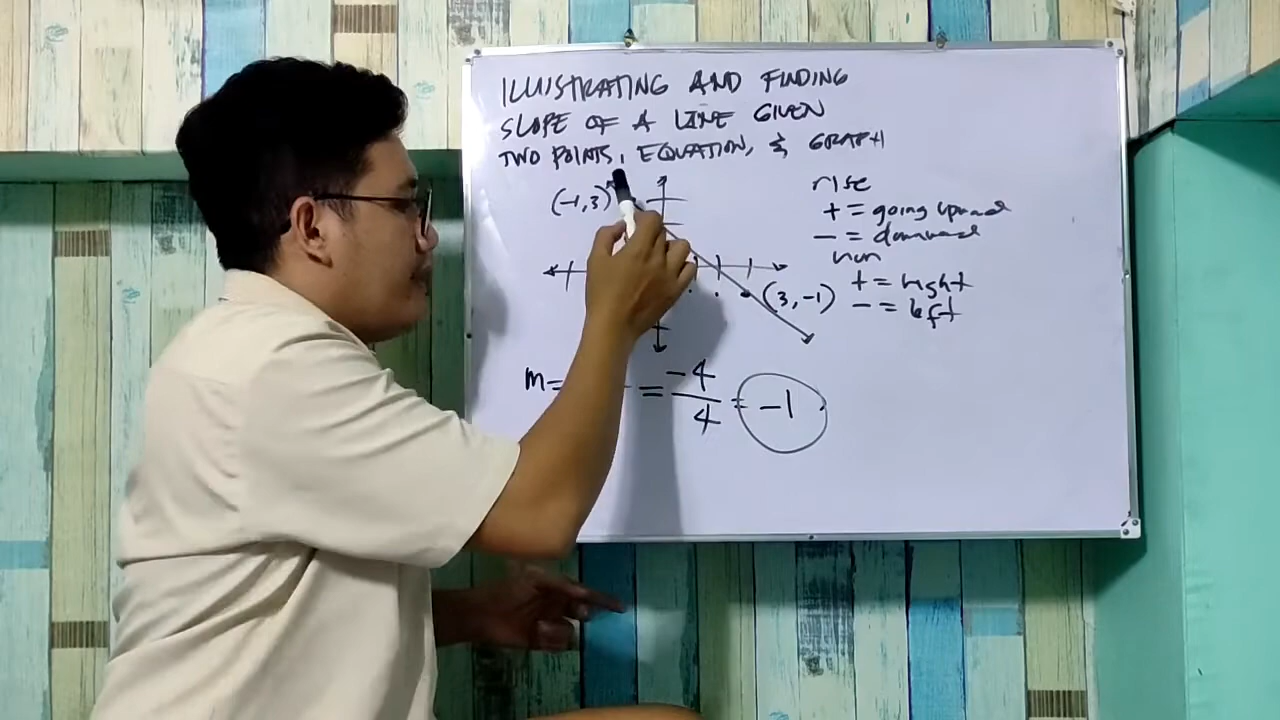 ILLUSTRATING AND FINDING
SLOPE OF A LINE GIVEN
TWO POINTS, EQUATION, & GRAPH
(-1,3)
(3,-1)
rise
+ = going upward
- = downward
run
+ = right
- = left
m= = -4/4 = -1